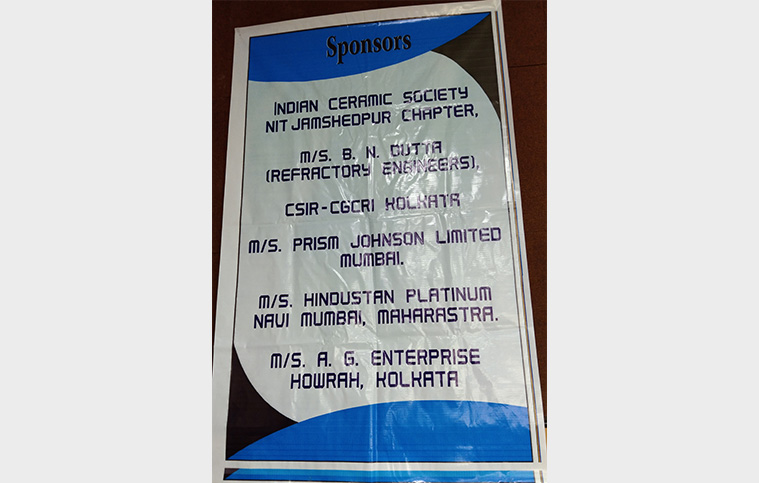 Sponsors
INDIAN CERAMIC SOCIETY
NIT JAMSHEDPUR CHAPTER,
M/S. B. N. DUTTA
(REFRACTORY ENGINEERS),
CSIR-CGCRI KOLKATA
M/S. PRISM JOHNSON LIMITED
MUMBAI.
M/S. HINDUSTAN PLATINUM
NAVI MUMBAI, MAHARASTRA.
M/S. A. G. ENTERPRISE
HOWRAH, KOLKATA